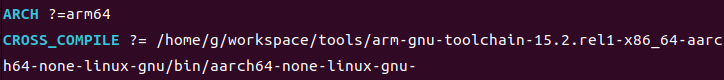 ARCH ?=arm64
CROSS_COMPILE ?= /home/g/workspace/tools/arm-gnu-toolchain-15.2.rel1-x86_64-aarc
h64-none-linux-gnu/bin/aarch64-none-linux-gnu-